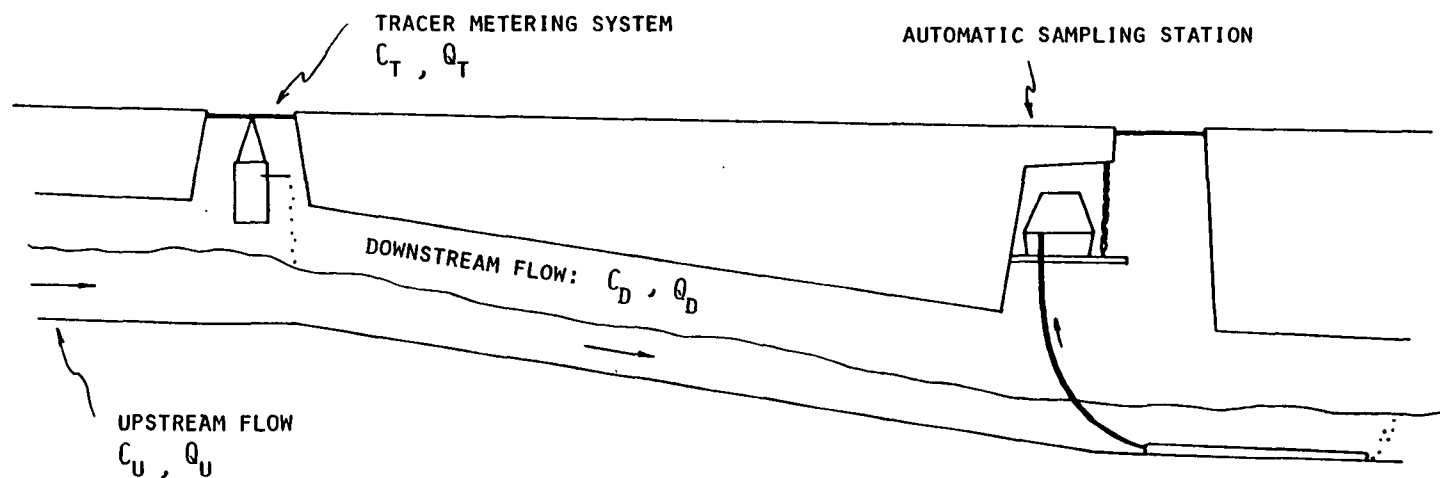 TRACER METERING SYSTEM
C_T , Q_T
AUTOMATIC SAMPLING STATION
DOWNSTREAM FLOW: C_D , Q_D
UPSTREAM FLOW
C_U , Q_U